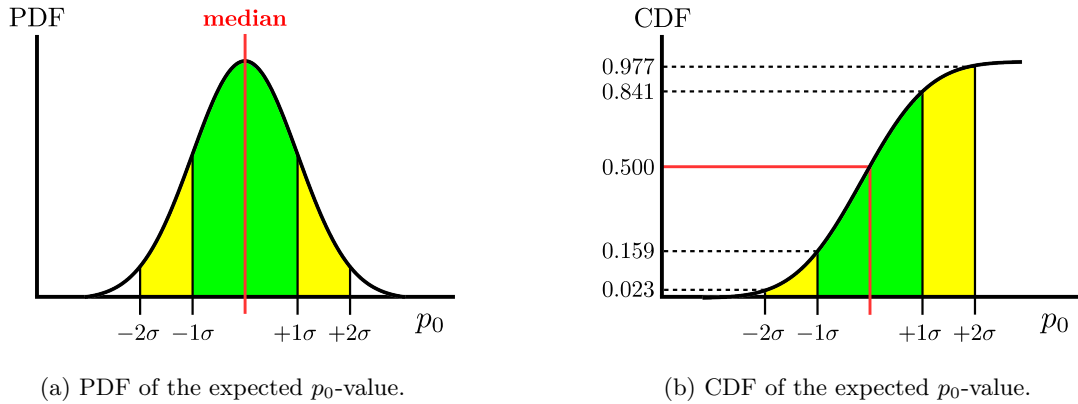 PDF
median
−2σ −1σ +1σ +2σ
p₀
(a) PDF of the expected p₀-value.
CDF
0.977
0.841
0.500
0.159
0.023
−2σ −1σ +1σ +2σ
p₀
(b) CDF of the expected p₀-value.